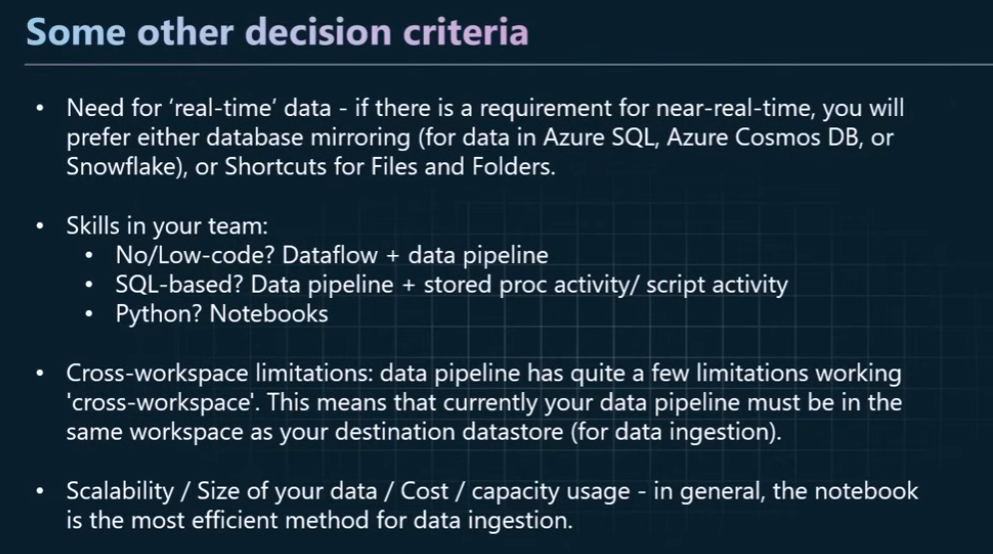 Some other decision criteria
• Need for ‘real-time’ data - if there is a requirement for near-real-time, you will
prefer either database mirroring (for data in Azure SQL, Azure Cosmos DB, or
Snowflake), or Shortcuts for Files and Folders.
• Skills in your team:
• No/Low-code? Dataflow + data pipeline
• SQL-based? Data pipeline + stored proc activity/ script activity
• Python? Notebooks
• Cross-workspace limitations: data pipeline has quite a few limitations working
'cross-workspace'. This means that currently your data pipeline must be in the
same workspace as your destination datastore (for data ingestion).
• Scalability / Size of your data / Cost / capacity usage - in general, the notebook
is the most efficient method for data ingestion.